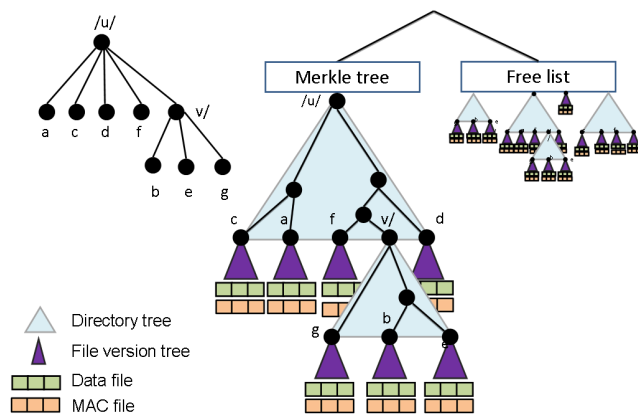 /u/
a c d f v/
b e g
Merkle tree Free list
/u/
c a f v/ d
g b e
Directory tree
File version tree
Data file
MAC file